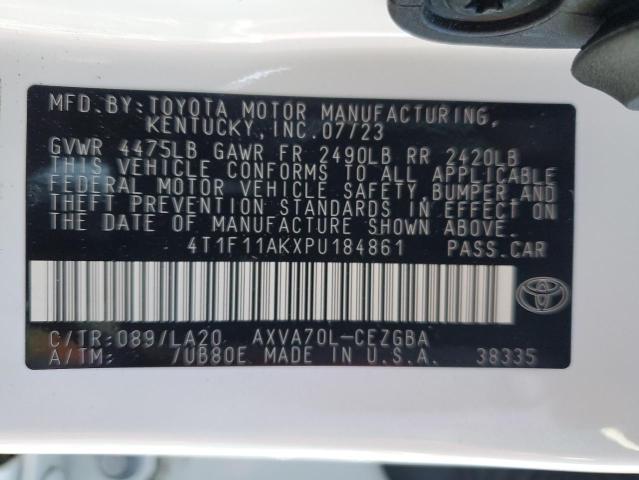 MFD. BY: TOYOTA MOTOR MANUFACTURING,
KENTUCKY, INC. 07/23
GVWR 4475LB GAWR FR 2490LB RR 2420LB
THIS VEHICLE CONFORMS TO ALL APPLICABLE
FEDERAL MOTOR VEHICLE SAFETY, BUMPER, AND
THEFT PREVENTION STANDARDS IN EFFECT ON
THE DATE OF MANUFACTURE SHOWN ABOVE.
4T1F11AKXPU184861 PASS.CAR
C/TR:089/LA20 AXVA70L-CEZGBA
A/TM: /UB80E MADE IN U.S.A. 38335